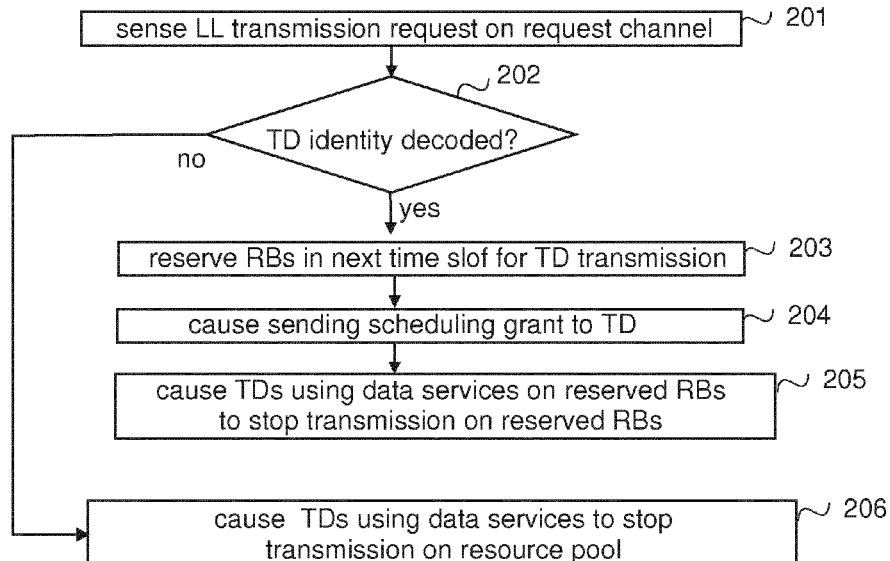 sense LL transmission request on request channel
201
202
TD identity decoded?
no
yes
reserve RBs in next time slof for TD transmission
203
cause sending scheduling grant to TD
204
cause TDs using data services on reserved RBs
to stop transmission on reserved RBs
205
cause TDs using data services to stop
transmission on resource pool
206